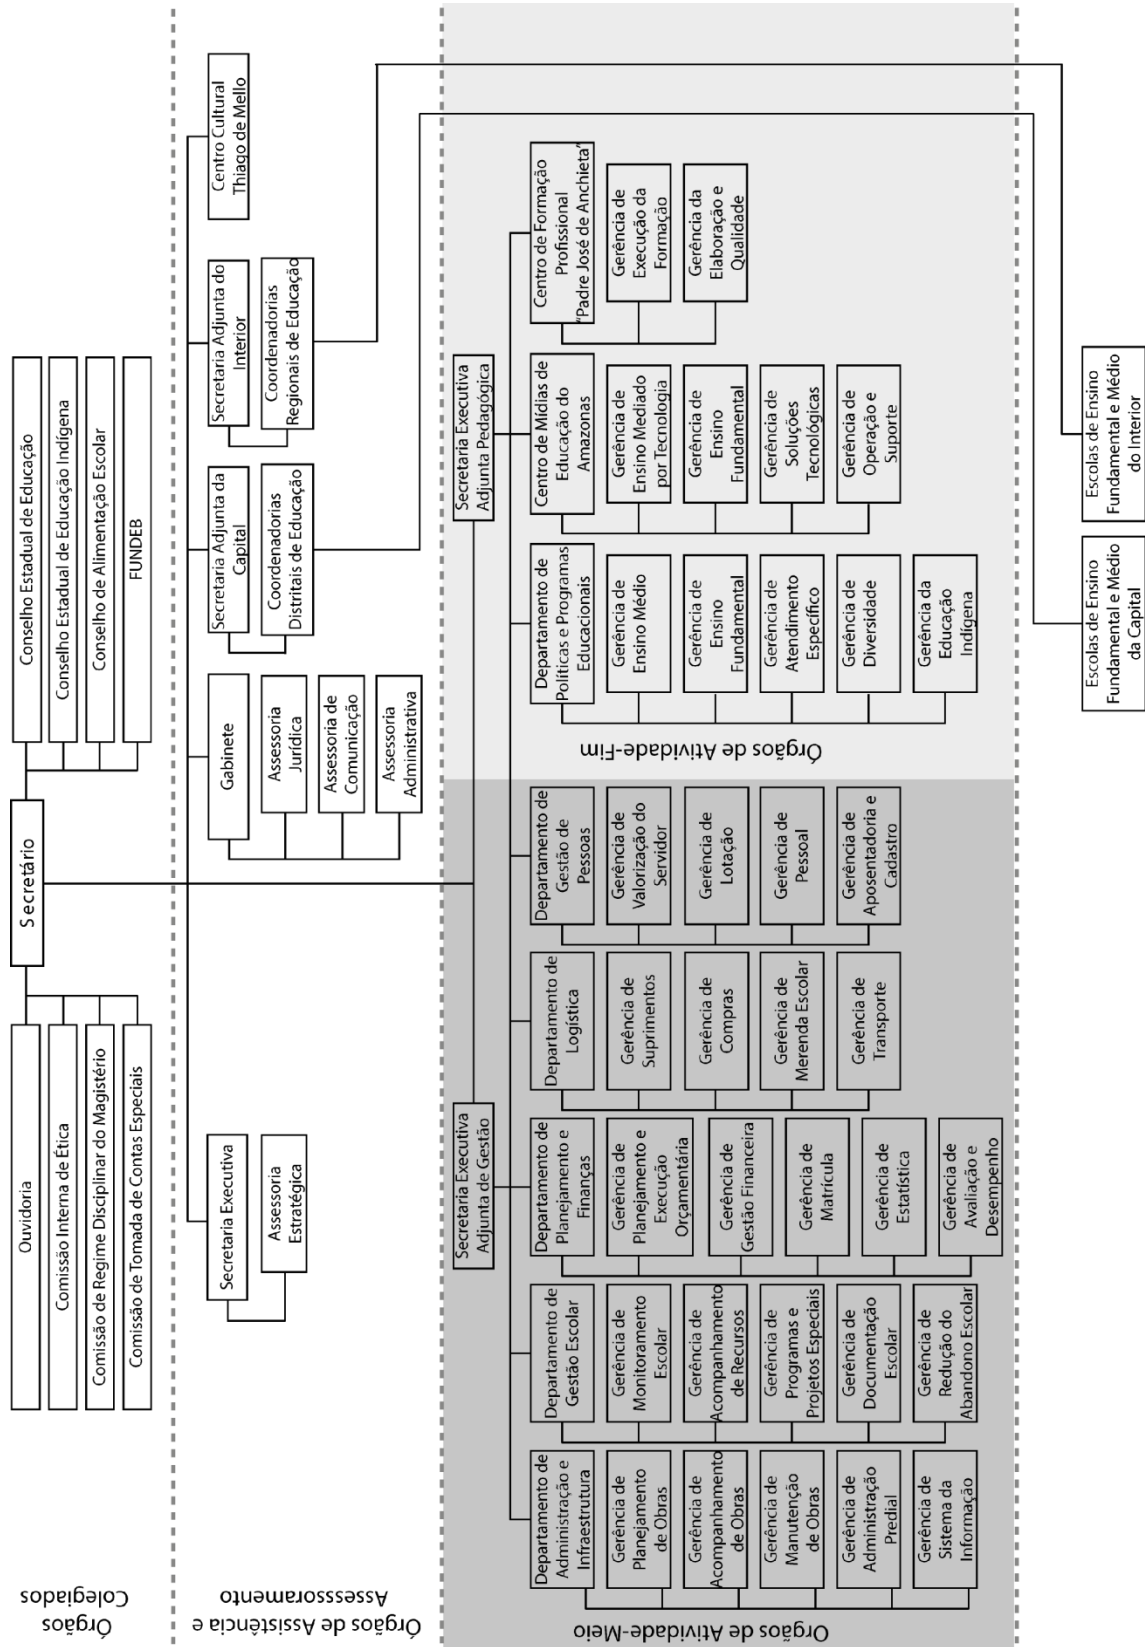 Órgãos
Colegiados
Secretário
Ouvidoria
Comissão Interna de Ética
Comissão de Regime Disciplinar do Magistério
Comissão de Tomada de Contas Especiais
Conselho Estadual de Educação
Conselho Estadual de Educação Indígena
Conselho de Alimentação Escolar
FUNDEB
Órgãos de Assistência e
Assesssoramento
Secretaria Executiva
Assessoria
Estratégica
Gabinete
Assessoria
Jurídica
Assessoria de
Comunicação
Assessoria
Administrativa
Secretaria Adjunta da
Capital
Coordenadorias
Distritais de Educação
Secretaria Adjunta do
Interior
Coordenadorias
Regionais de Educação
Centro Cultural
Thiago de Mello
Órgãos de Atividade-Meio
Secretaria Executiva
Adjunta de Gestão
Departamento de
Administração e
Infraestrutura
Gerência de
Planejamento
de Obras
Gerência de
Acompanhamento
de Obras
Gerência de
Manutenção
de Obras
Gerência de
Administração
Predial
Gerência de
Sistema da
Informação
Departamento de
Gestão Escolar
Gerência de
Monitoramento
Escolar
Gerência de
Acompanhamento
de Recursos
Gerência de
Programas e
Projetos Especiais
Gerência de
Documentação
Escolar
Gerência de
Redução do
Abandono Escolar
Departamento de
Planejamento e
Finanças
Gerência de
Planejamento e
Execução
Orçamentária
Gerência de
Gestão Financeira
Gerência de
Matrícula
Gerência de
Estatística
Gerência de
Avaliação e
Desempenho
Departamento de
Logística
Gerência de
Suprimentos
Gerência de
Compras
Gerência de
Merenda Escolar
Gerência de
Transporte
Departamento de
Gestão de
Pessoas
Gerência de
Valorização do
Servidor
Gerência de
Lotação
Gerência de
Pessoal
Gerência de
Aposentadoria e
Cadastro
Órgãos de Atividade-Fim
Secretaria Executiva
Adjunta Pedagógica
Departamento de
Políticas e Programas
Educacionais
Gerência de
Ensino Médio
Gerência de
Ensino
Fundamental
Gerência de
Atendimento
Específico
Gerência de
Diversidade
Gerência da
Educação
Indígena
Centro de Mídias de
Educação do
Amazonas
Gerência de
Ensino Mediado
por Tecnologia
Gerência de
Ensino
Fundamental
Gerência de
Soluções
Tecnológicas
Gerência de
Operação e
Suporte
Centro de Formação
Profissional
“Padre José de Anchieta”
Gerência de
Execução da
Formação
Gerência da
Elaboração e
Qualidade
Escolas de Ensino
Fundamental e Médio
da Capital
Escolas de Ensino
Fundamental e Médio
do Interior